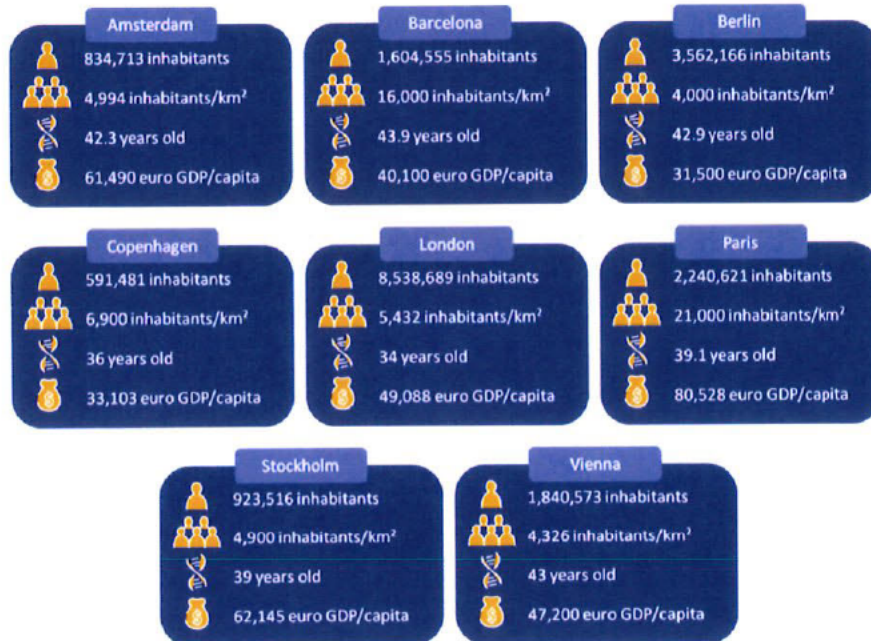 Amsterdam
834,713 inhabitants
4,994 inhabitants/km²
42.3 years old
61,490 euro GDP/capita
Barcelona
1,604,555 inhabitants
16,000 inhabitants/km²
43.9 years old
40,100 euro GDP/capita
Berlin
3,562,166 inhabitants
4,000 inhabitants/km²
42.9 years old
31,500 euro GDP/capita
Copenhagen
591,481 inhabitants
6,900 inhabitants/km²
36 years old
33,103 euro GDP/capita
London
8,538,689 inhabitants
5,432 inhabitants/km²
34 years old
49,088 euro GDP/capita
Paris
2,240,621 inhabitants
21,000 inhabitants/km²
39.1 years old
80,528 euro GDP/capita
Stockholm
923,516 inhabitants
4,900 inhabitants/km²
39 years old
62,145 euro GDP/capita
Vienna
1,840,573 inhabitants
4,326 inhabitants/km²
43 years old
47,200 euro GDP/capita